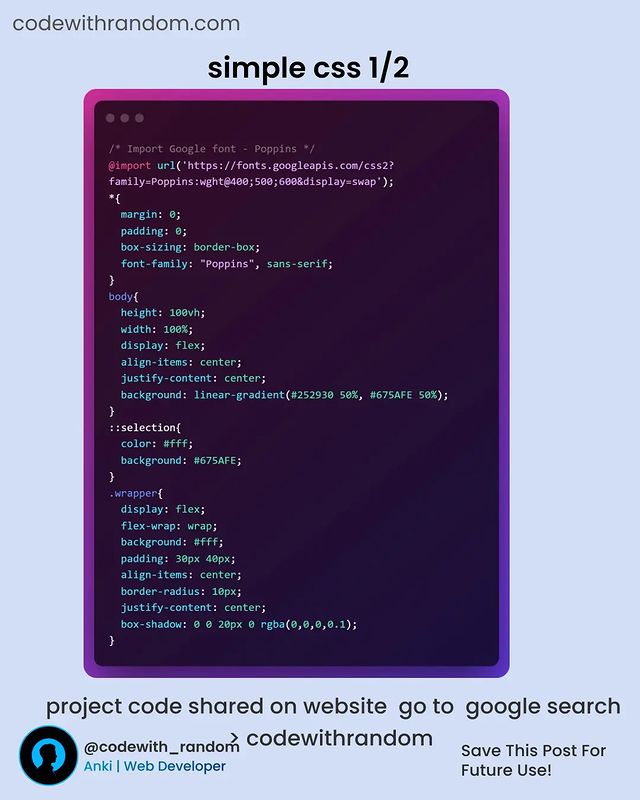 codewithrandom.com
simple css 1/2
/* Import Google font - Poppins */
@import url('https://fonts.googleapis.com/css2?
family=Poppins:wght@400;500;600&display=swap');
*{
  margin: 0;
  padding: 0;
  box-sizing: border-box;
  font-family: "Poppins", sans-serif;
}
body{
  height: 100vh;
  width: 100%;
  display: flex;
  align-items: center;
  justify-content: center;
  background: linear-gradient(#252930 50%, #675AFE 50%);
}
::selection{
  color: #fff;
  background: #675AFE;
}
.wrapper{
  display: flex;
  flex-wrap: wrap;
  background: #fff;
  padding: 30px 40px;
  align-items: center;
  border-radius: 10px;
  justify-content: center;
  box-shadow: 0 0 20px 0 rgba(0,0,0,0.1);
}
project code shared on website go to google search
> codewithrandom
@codewith_random
Anki | Web Developer
Save This Post For
Future Use!